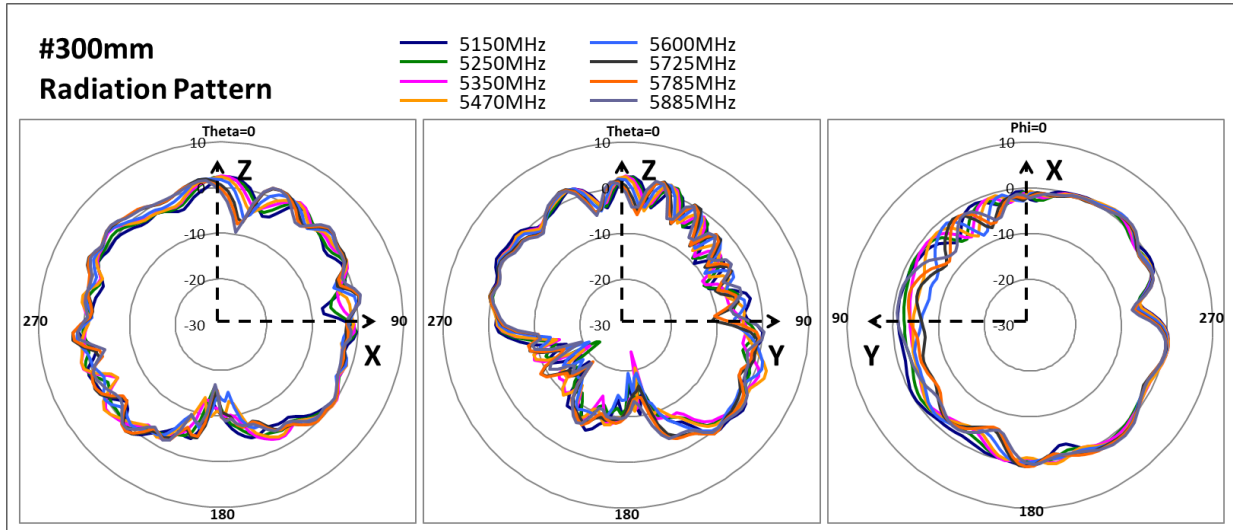 #300mm
Radiation Pattern
5150MHz
5250MHz
5350MHz
5470MHz
5600MHz
5725MHz
5785MHz
5885MHz
Theta=0
10
Z
0
-10
-20
-30
270
90
X
180
Theta=0
10
Z
0
-10
-20
-30
270
90
Y
180
Phi=0
10
X
0
-10
-20
-30
90
270
Y
180